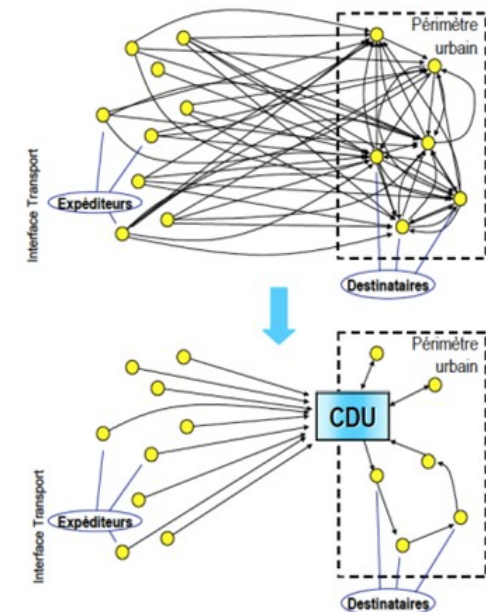 Périmètre
urbain
Interface Transport
Expéditeurs
Destinataires
Périmètre
urbain
CDU
Interface Transport
Expéditeurs
Destinataires